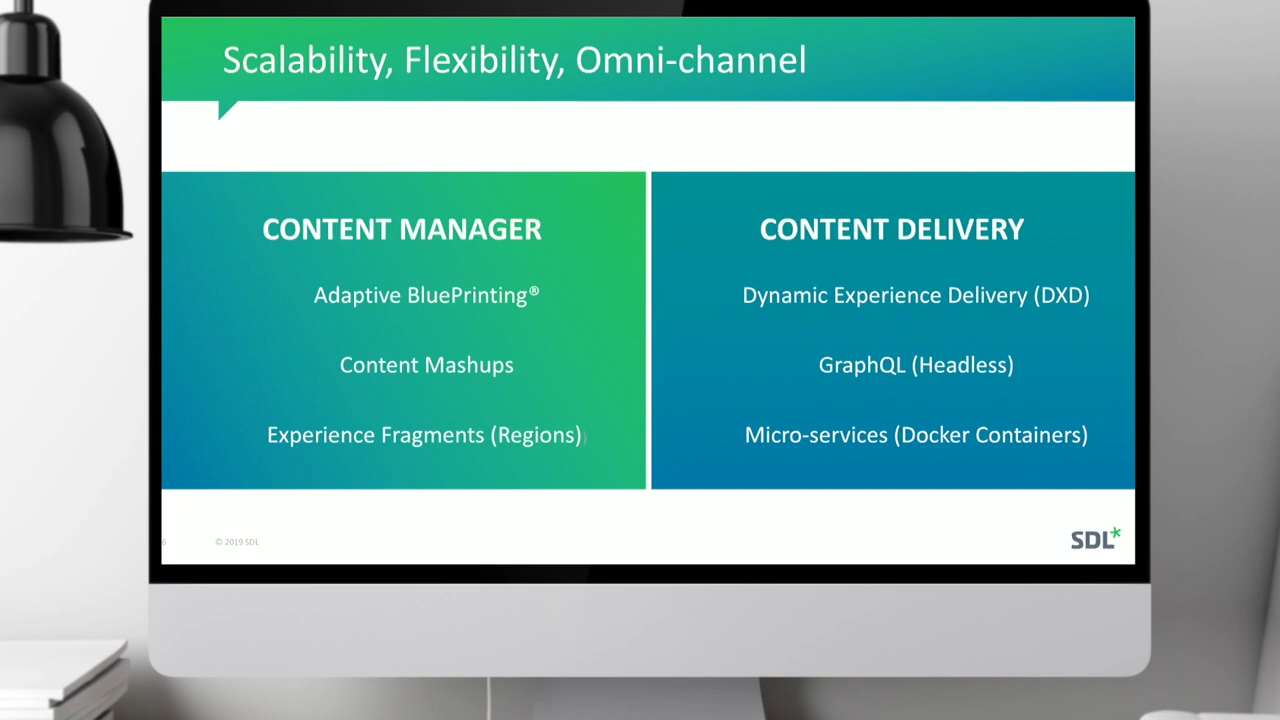 Scalability, Flexibility, Omni-channel
CONTENT MANAGER
Adaptive BluePrinting®
Content Mashups
Experience Fragments (Regions)
CONTENT DELIVERY
Dynamic Experience Delivery (DXD)
GraphQL (Headless)
Micro-services (Docker Containers)
6
© 2019 SDL
SDL*